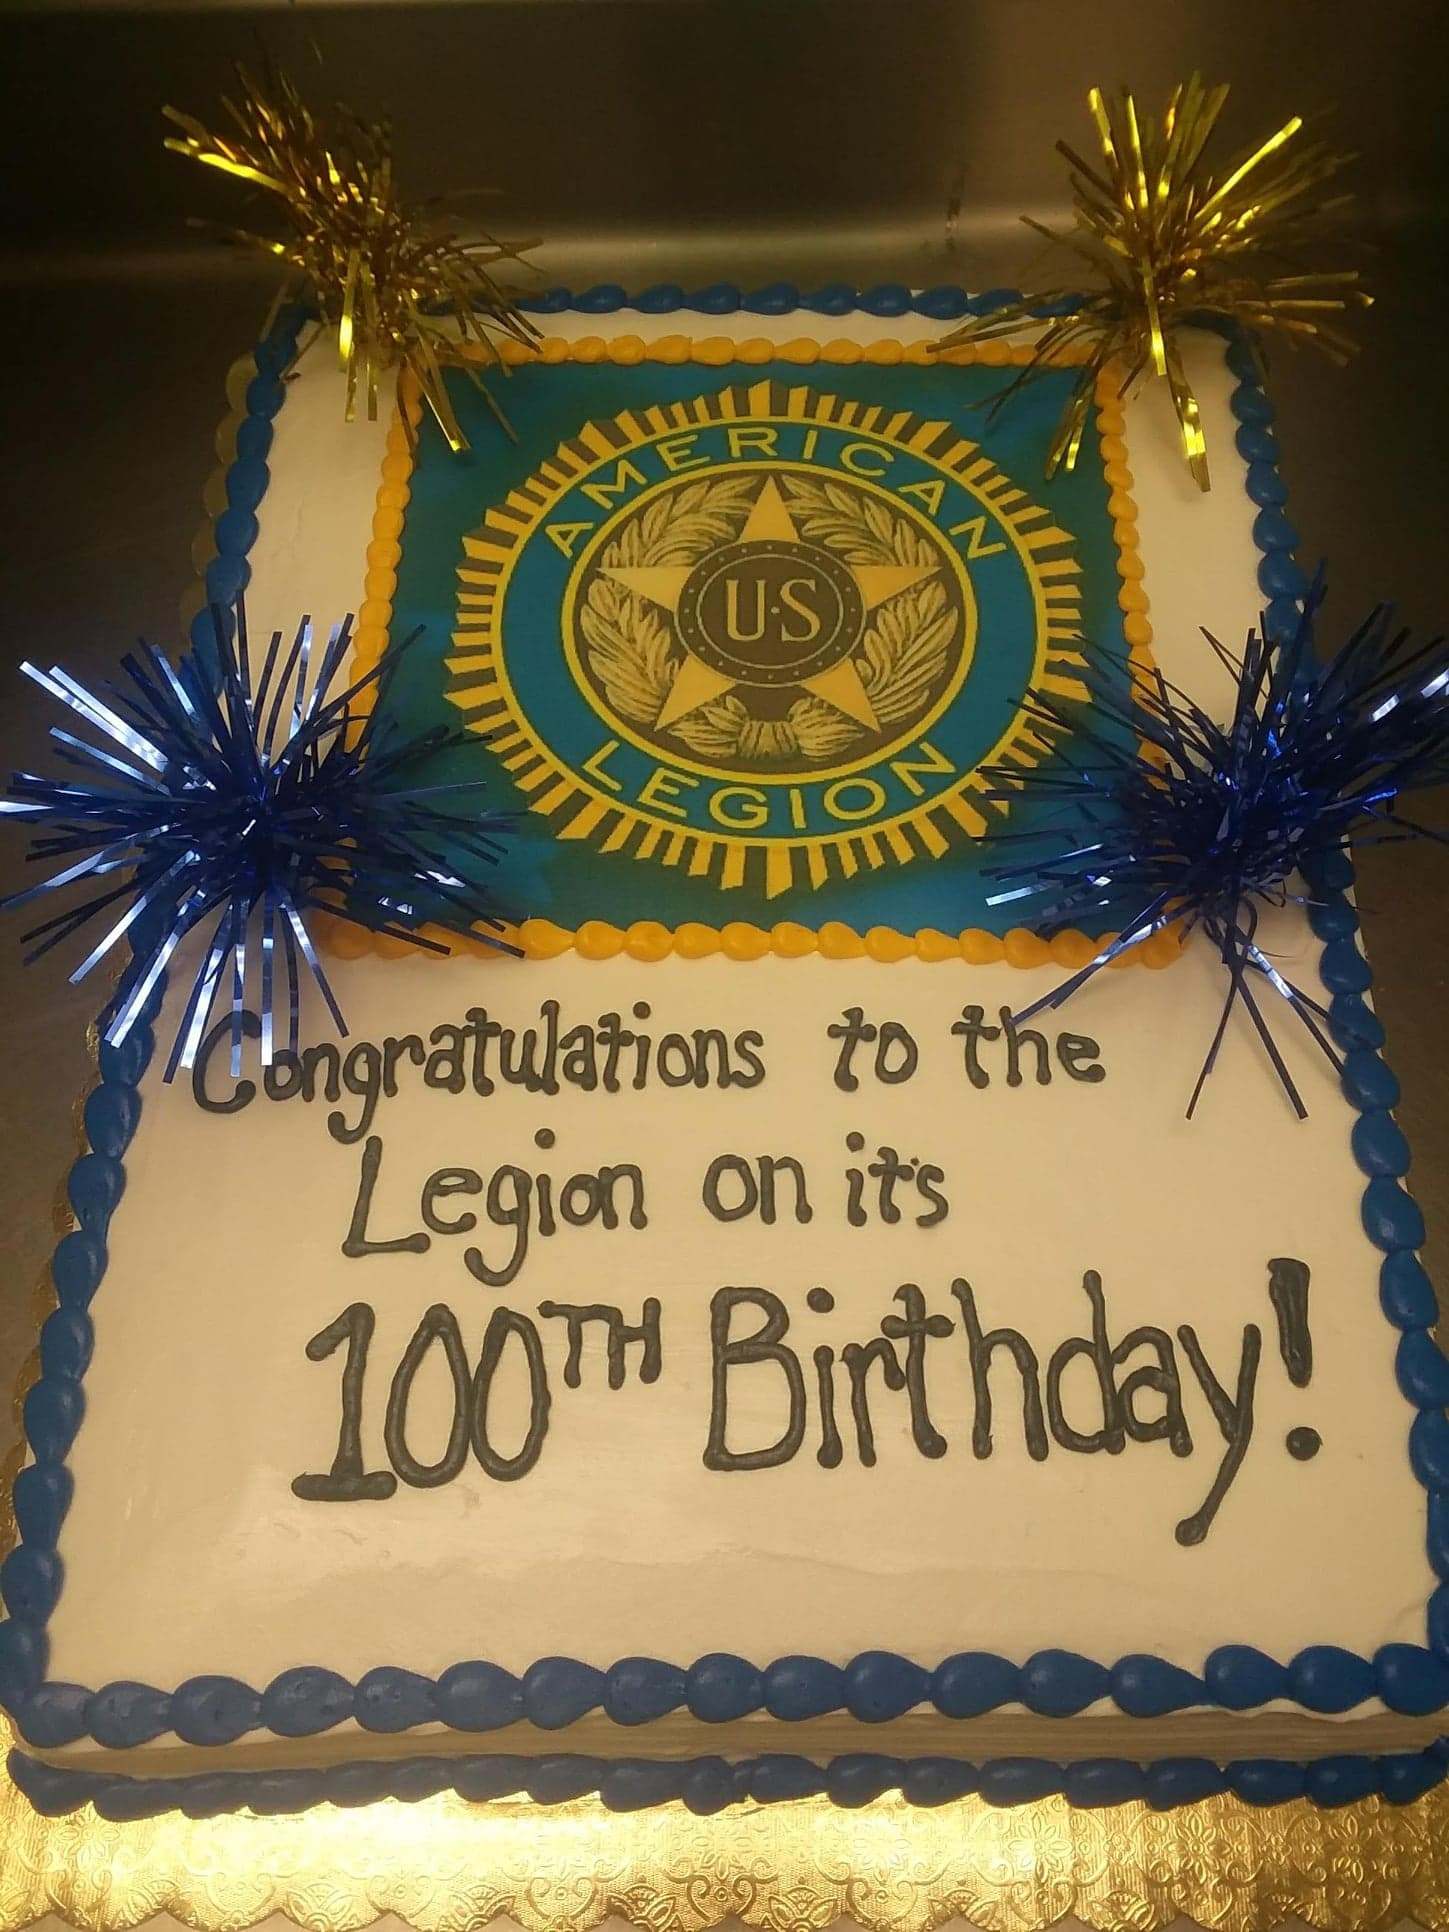 AMERICAN
U.S
LEGION
Congratulations to the
Legion on it's
100TH Birthday!